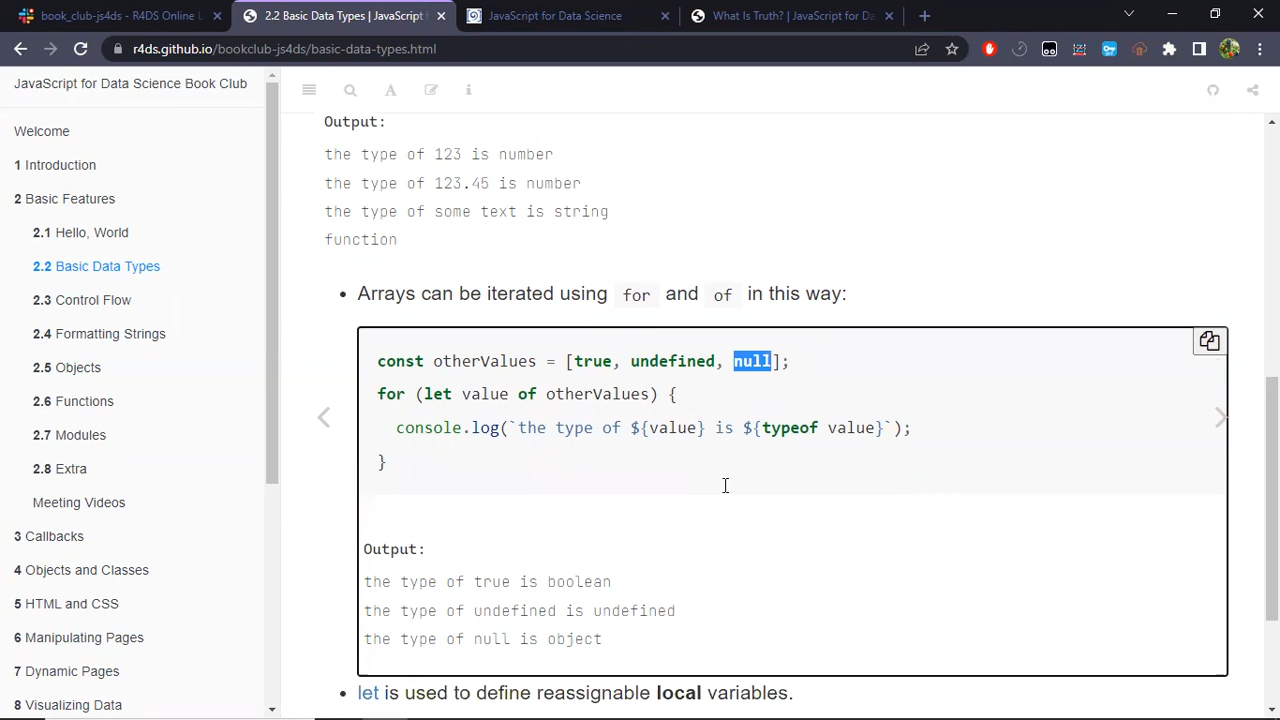 book_club-js4ds - R4DS Online L
2.2 Basic Data Types | JavaScript f
JavaScript for Data Science
What Is Truth? | JavaScript for Da
r4ds.github.io/bookclub-js4ds/basic-data-types.html
JavaScript for Data Science Book Club
Welcome
1 Introduction
2 Basic Features
2.1 Hello, World
2.2 Basic Data Types
2.3 Control Flow
2.4 Formatting Strings
2.5 Objects
2.6 Functions
2.7 Modules
2.8 Extra
Meeting Videos
3 Callbacks
4 Objects and Classes
5 HTML and CSS
6 Manipulating Pages
7 Dynamic Pages
8 Visualizing Data
Output:
the type of 123 is number
the type of 123.45 is number
the type of some text is string
function
• Arrays can be iterated using for and of in this way:
const otherValues = [true, undefined, null];
for (let value of otherValues) {
console.log(`the type of ${value} is ${typeof value}`);
}
Output:
the type of true is boolean
the type of undefined is undefined
the type of null is object
• let is used to define reassignable local variables.